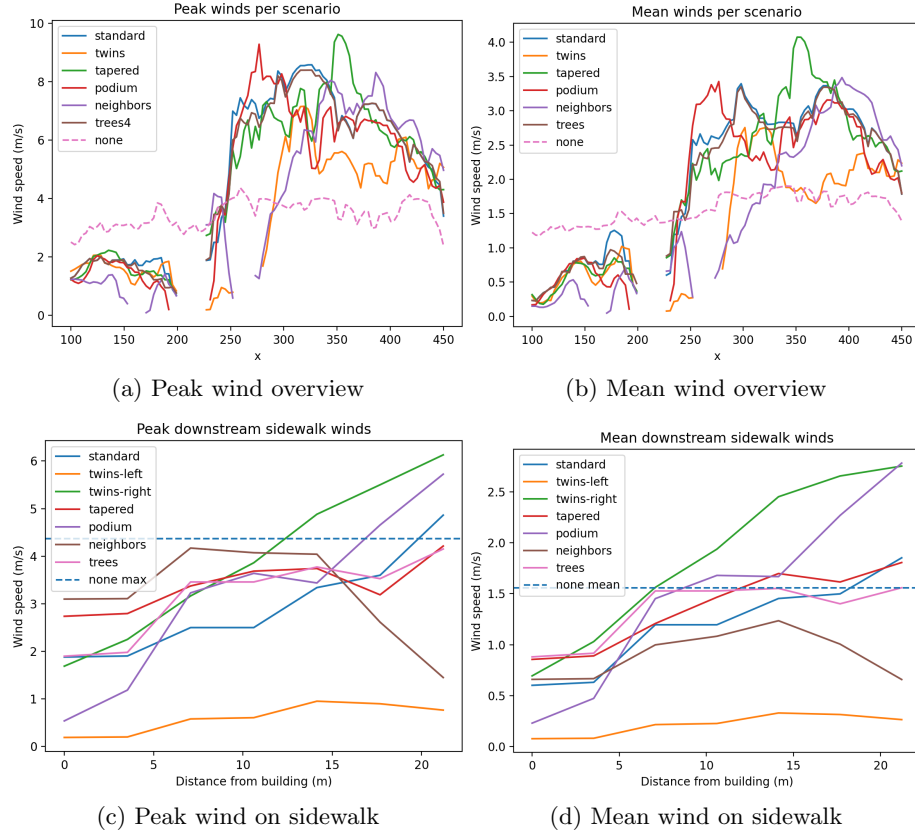 Peak winds per scenario
Wind speed (m/s)
10
8
6
4
2
0
standard
twins
tapered
podium
neighbors
trees4
none
100 150 200 250 300 350 400 450
x
(a) Peak wind overview
Mean winds per scenario
Wind speed (m/s)
4.0
3.5
3.0
2.5
2.0
1.5
1.0
0.5
0.0
standard
twins
tapered
podium
neighbors
trees
none
100 150 200 250 300 350 400 450
x
(b) Mean wind overview
Peak downstream sidewalk winds
Wind speed (m/s)
6
5
4
3
2
1
0
standard
twins-left
twins-right
tapered
podium
neighbors
trees
none max
0 5 10 15 20
Distance from building (m)
(c) Peak wind on sidewalk
Mean downstream sidewalk winds
Wind speed (m/s)
2.5
2.0
1.5
1.0
0.5
0.0
standard
twins-left
twins-right
tapered
podium
neighbors
trees
none mean
0 5 10 15 20
Distance from building (m)
(d) Mean wind on sidewalk